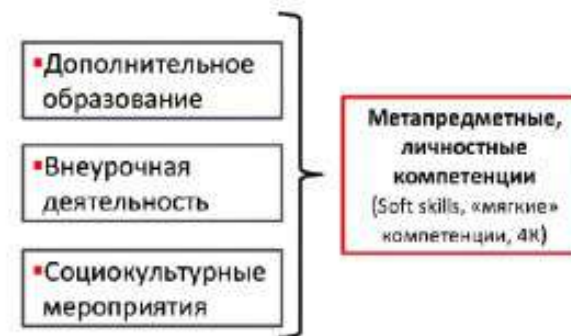 ▪Дополнительное
образование
▪Внеурочная
деятельность
▪Социокультурные
мероприятия
Метапредметные,
личностные
компетенции
(Soft skills, «мягкие»
компетенции, 4К)